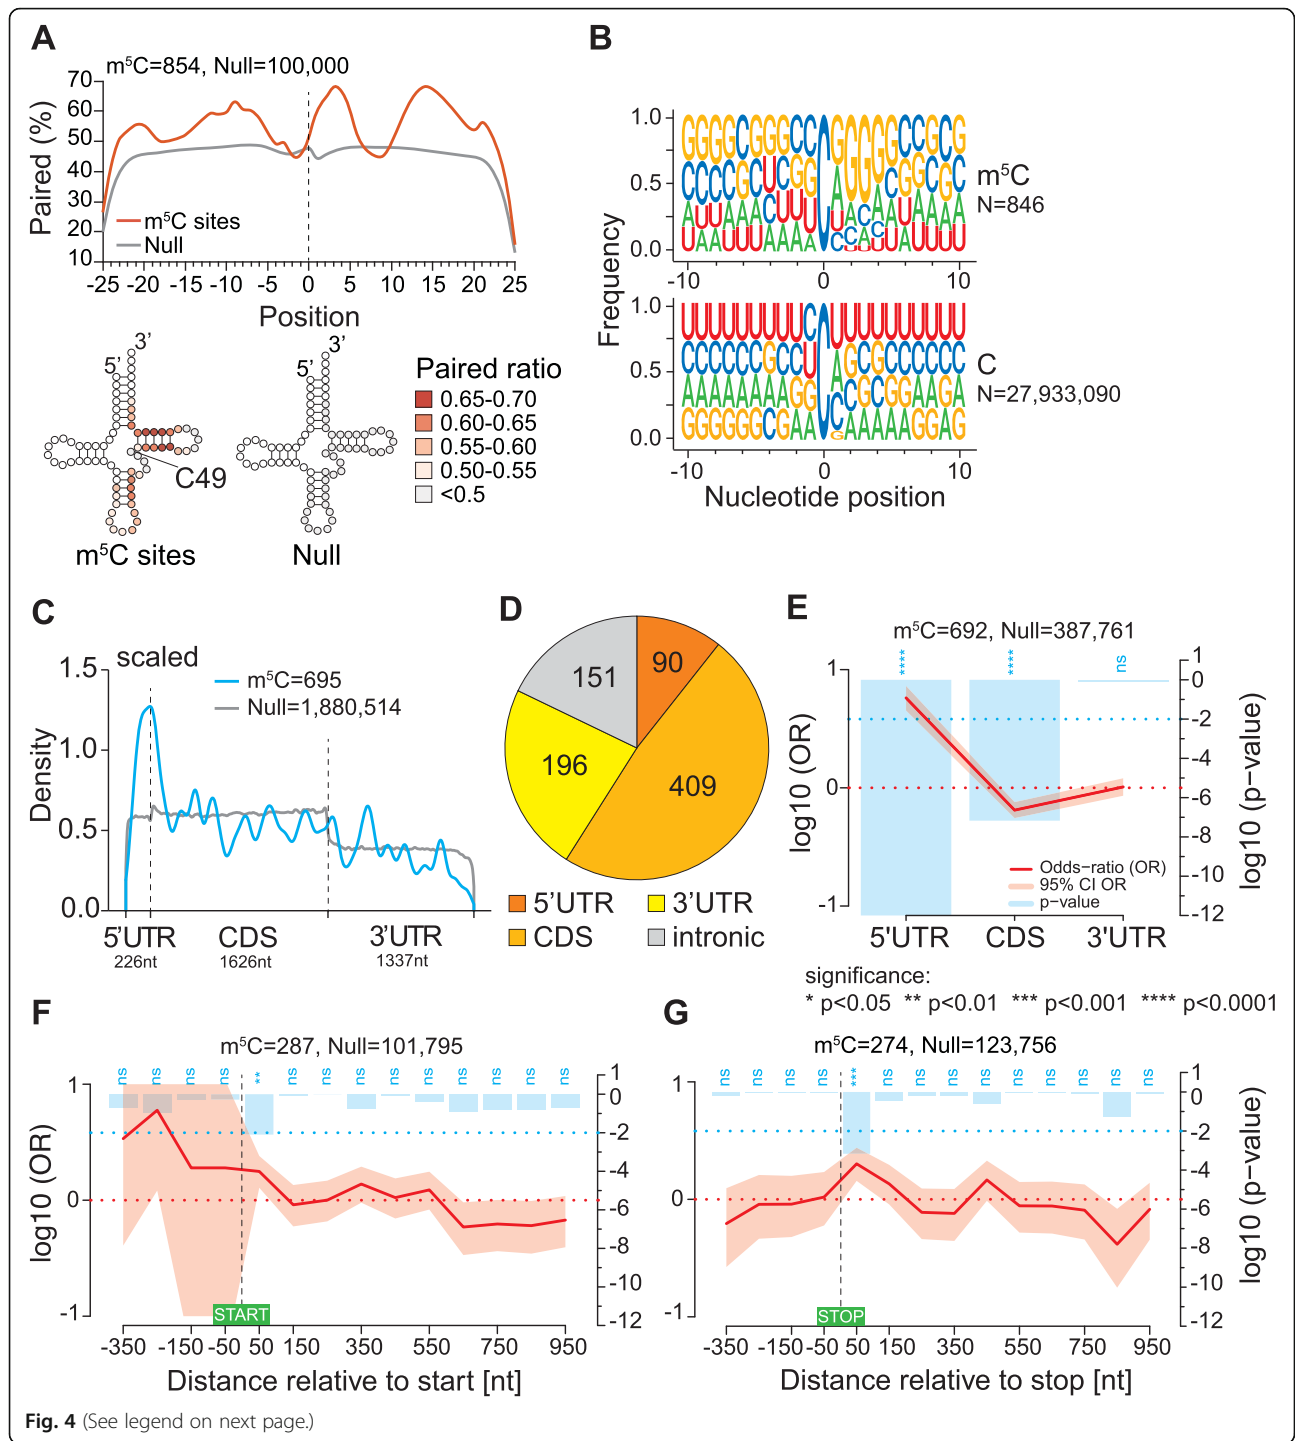 A
m⁵C=854, Null=100,000
70
60
50
40
30
20
10
Paired (%)
m⁵C sites
Null
-25 -20 -15 -10 -5 0 5 10 15 20 25
Position
3’
5’
C49
m⁵C sites
3’
5’
Null
Paired ratio
0.65-0.70
0.60-0.65
0.55-0.60
0.50-0.55
<0.5
B
1.0
0.5
0.0
-10 0 10
m⁵C
N=846
Frequency
1.0
0.5
0.0
-10 0 10
C
N=27,933,090
Nucleotide position
C
1.5
1.0
0.5
0.0
Density
scaled
m⁵C=695
Null=1,880,514
5’UTR CDS 3’UTR
226nt 1626nt 1337nt
D
90
151
196
409
5’UTR
3’UTR
CDS
intronic
E
m⁵C=692, Null=387,761
**** **** ns
1
0
-1
log10 (OR)
1
0
-2
-4
-6
-8
-10
-12
log10 (p−value)
Odds−ratio (OR)
95% CI OR
p−value
5'UTR CDS 3'UTR
significance:
* p<0.05 ** p<0.01 *** p<0.001 **** p<0.0001
F
m⁵C=287, Null=101,795
ns ns ns ns ** ns ns ns ns ns ns ns ns ns
1
0
-1
log10 (OR)
1
0
-2
-4
-6
-8
-10
-12
START
-350 -150 -50 50 150 350 550 750 950
Distance relative to start [nt]
G
m⁵C=274, Null=123,756
ns ns ns ns *** ns ns ns ns ns ns ns ns ns
1
0
-1
1
0
-2
-4
-6
-8
-10
-12
log10 (p−value)
STOP
-350 -150 -50 50 150 350 550 750 950
Distance relative to stop [nt]
Fig. 4 (See legend on next page.)